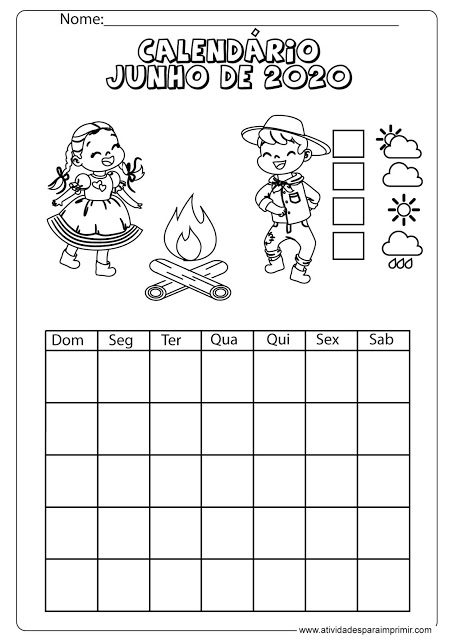 Nome:
CALENDÁRIO
JUNHO DE 2020
Dom Seg Ter Qua Qui Sex Sab
www.atividadesparaimprimir.com